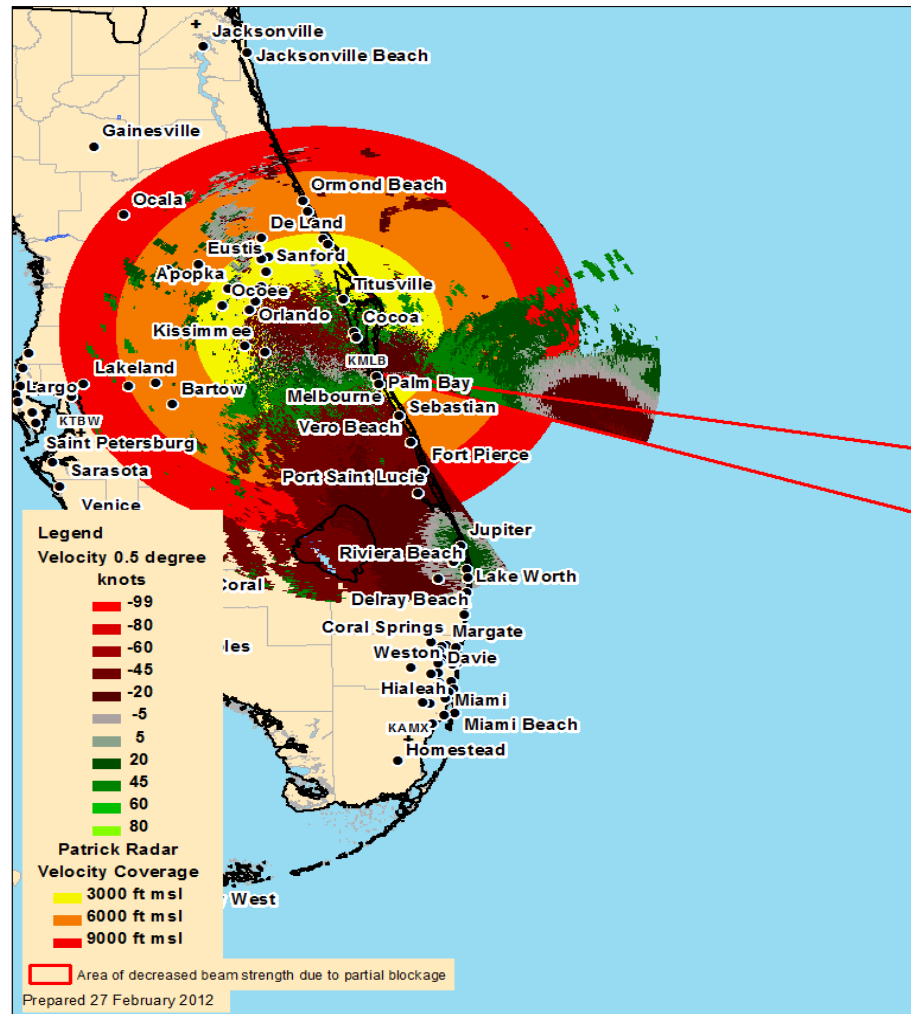 Jacksonville
Jacksonville Beach
Gainesville
Ormond Beach
Ocala
De Land
Eustis
Sanford
Apopka
Ocoee
Titusville
Orlando
Cocoa
Kissimmee
KMLB
Lakeland
Largo
Bartow
Palm Bay
Melbourne
Sebastian
KTBW
Vero Beach
Saint Petersburg
Fort Pierce
Sarasota
Port Saint Lucie
Venice
Jupiter
Riviera Beach
Lake Worth
Coral
Delray Beach
Coral Springs
Margate
les
Weston
Davie
Hialeah
Miami
KAMX
Miami Beach
Homestead
West
Legend
Velocity 0.5 degree
knots
-99
-80
-60
-45
-20
-5
5
20
45
60
80
Patrick Radar
Velocity Coverage
3000 ft msl
6000 ft msl
9000 ft msl
Area of decreased beam strength due to partial blockage
Prepared 27 February 2012